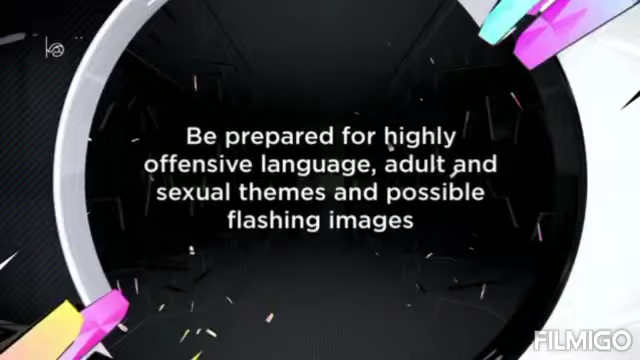 Be prepared for highly
offensive language, adult and
sexual themes and possible
flashing images
FILMIGO